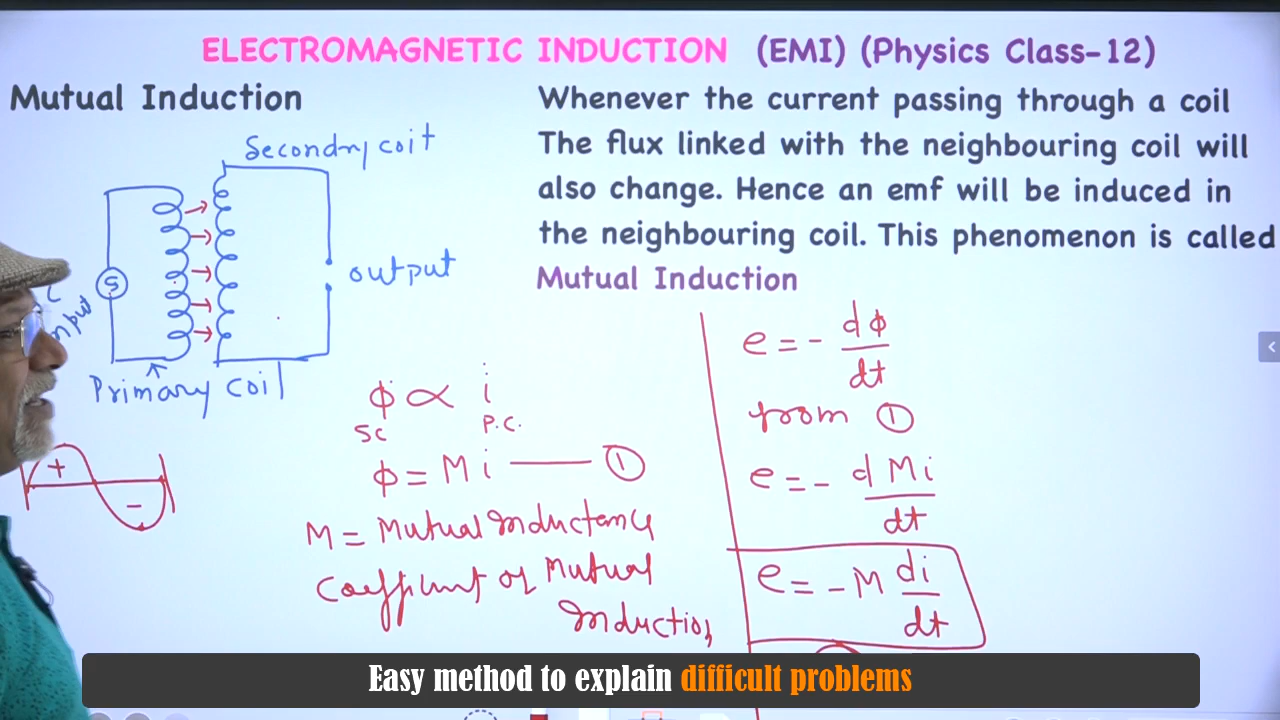 ELECTROMAGNETIC INDUCTION (EMI) (Physics Class-12)
Mutual Induction
Whenever the current passing through a coil
The flux linked with the neighbouring coil will
also change. Hence an emf will be induced in
the neighbouring coil. This phenomenon is called
Mutual Induction
Secondry coit
S
output
Primary coil
+
-
ϕ ∝ i
SC P.C.
ϕ = Mi —— ①
M = Mutual Inductance
Coefficient of Mutual
Induction
e = - dϕ/dt
from ①
e = - dMi/dt
e = - M di/dt
Easy method to explain difficult problems